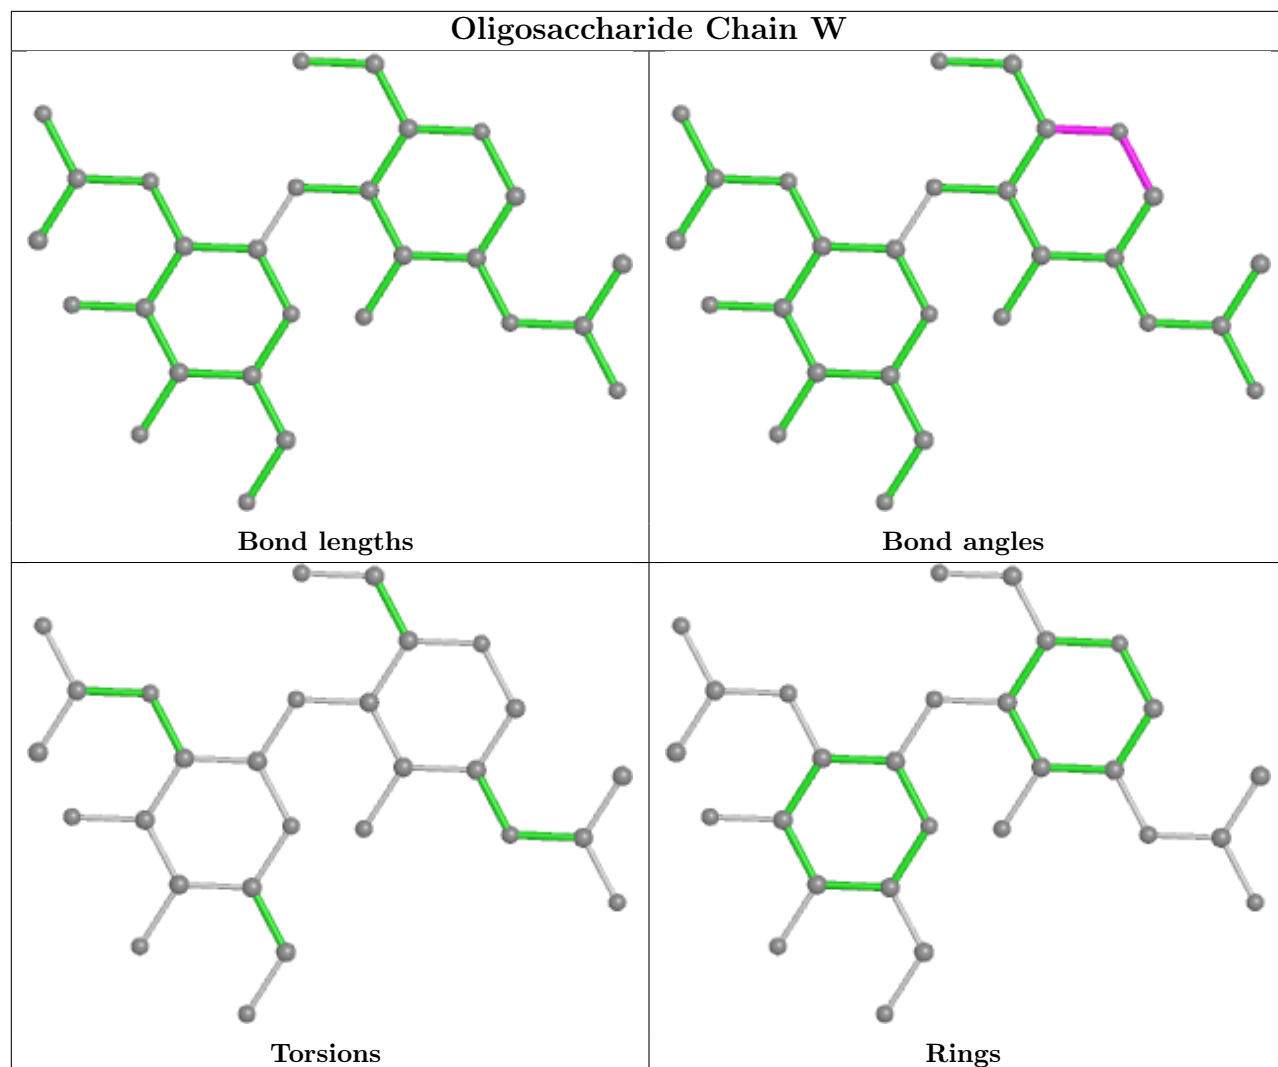 Oligosaccharide Chain W
Bond lengths
Bond angles
Torsions
Rings